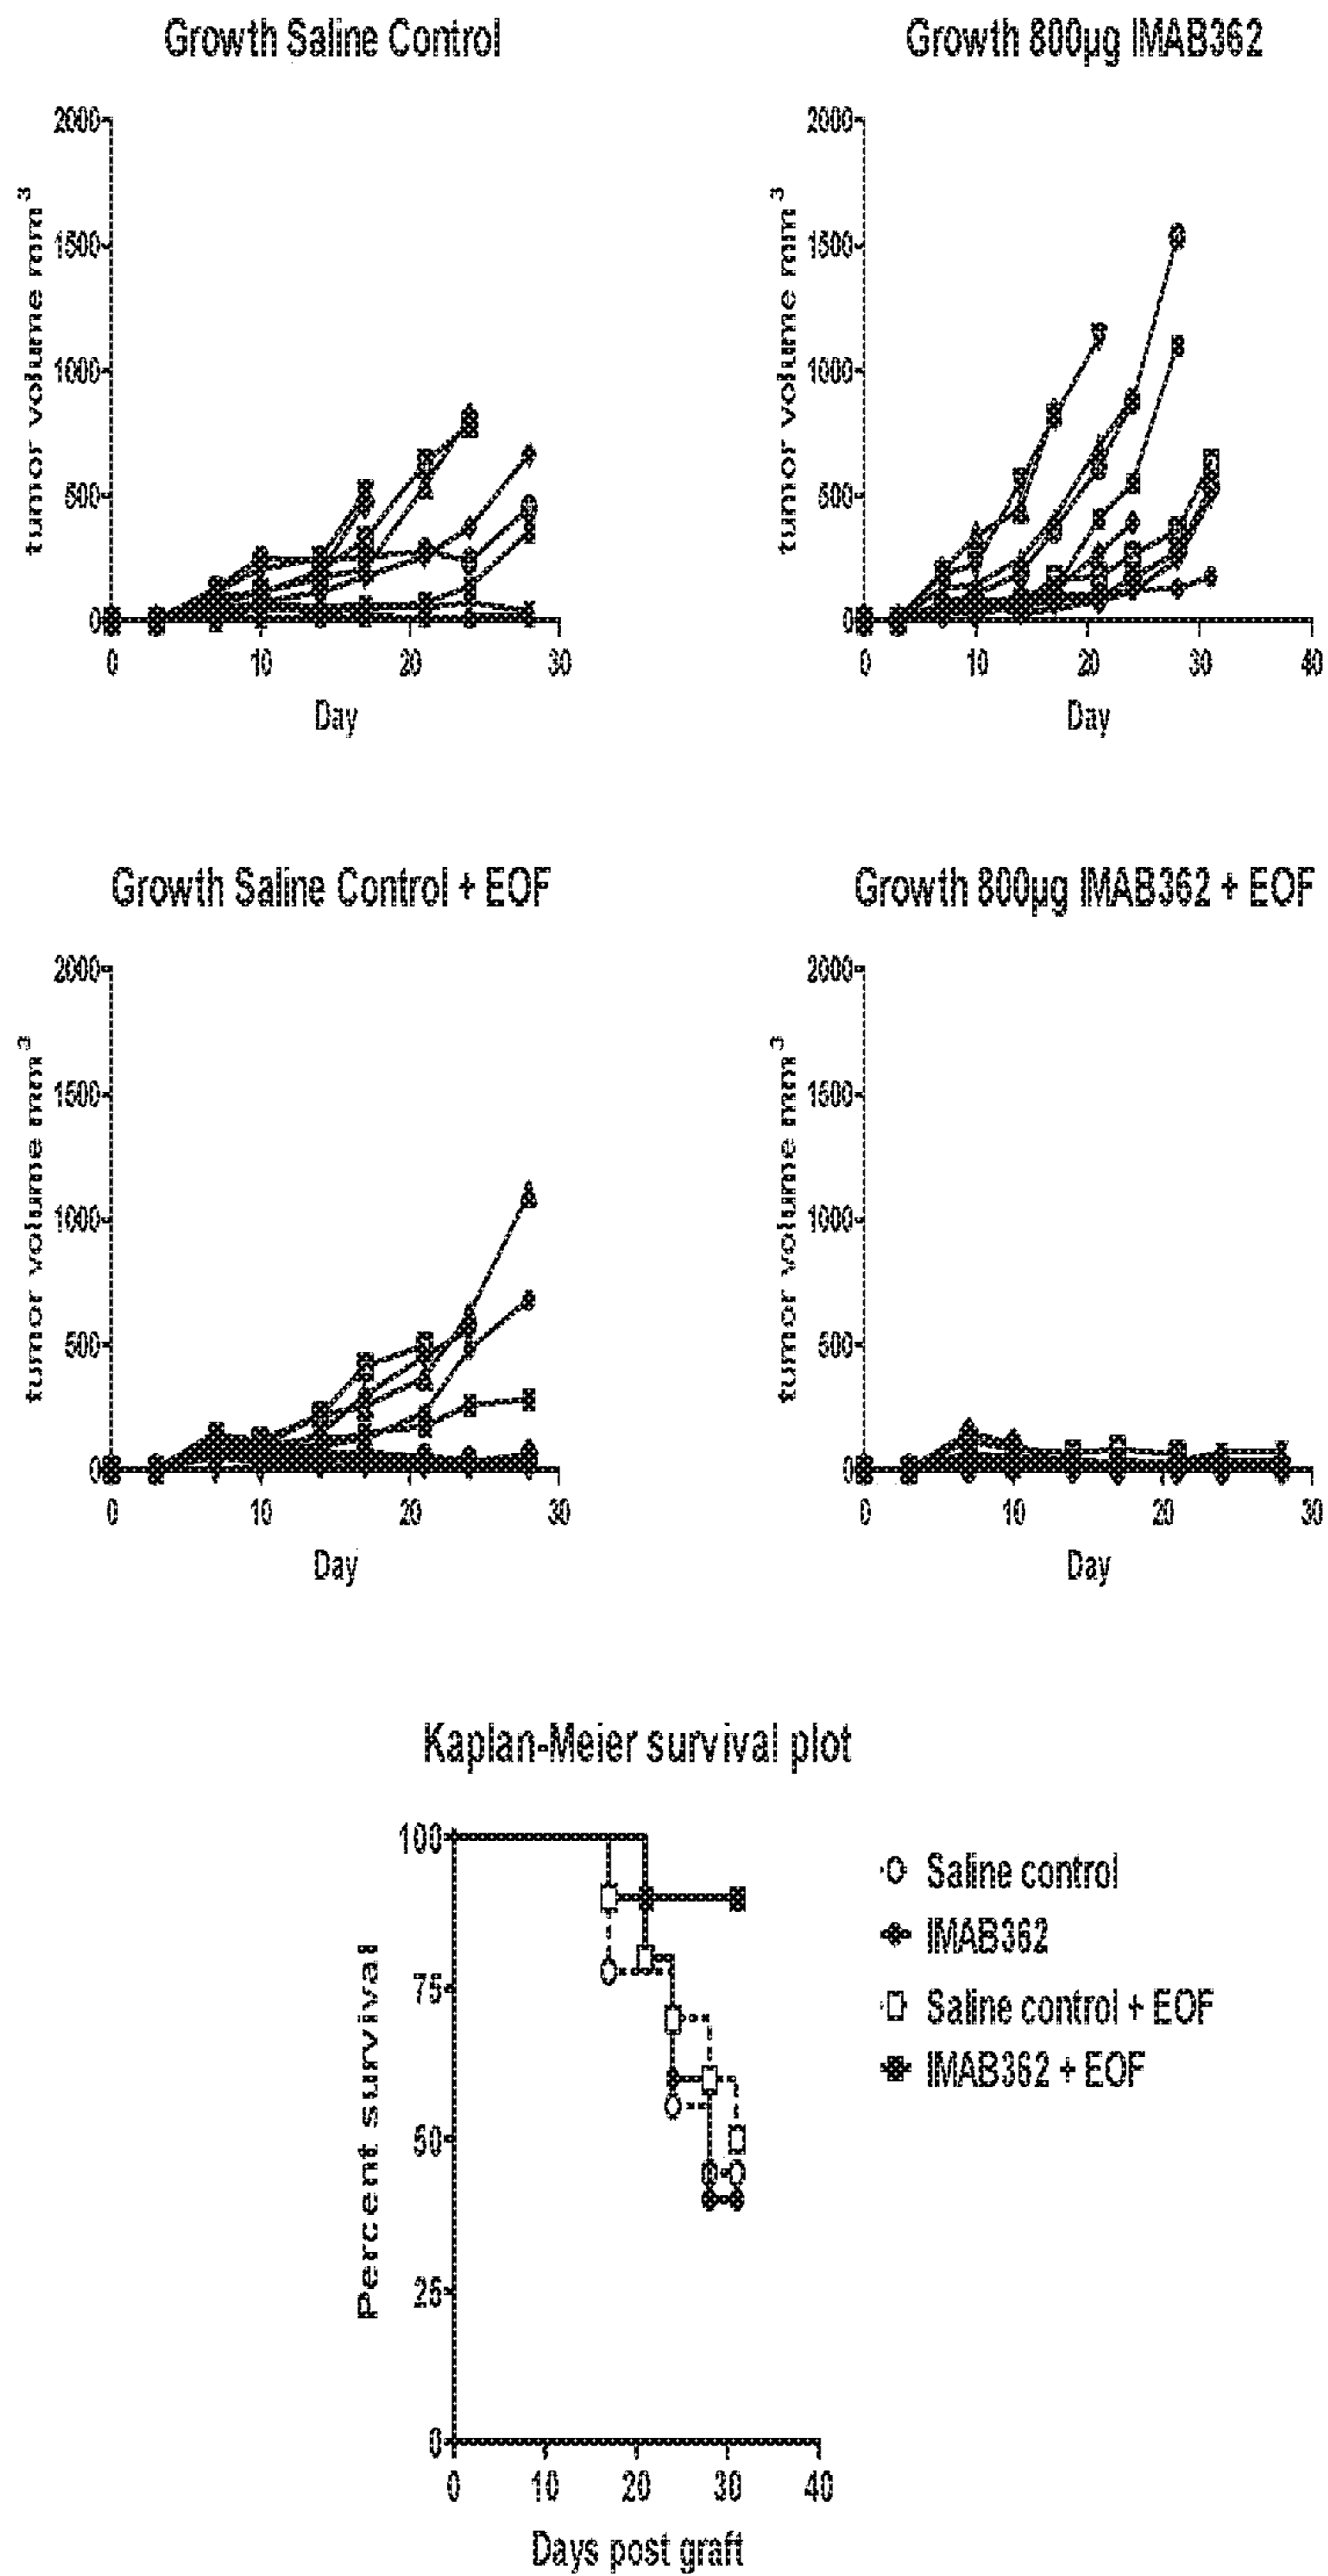 Growth Saline Control
tumor volume mm³
2000
1500
1000
500
0
0 10 20 30
Day
Growth 800µg IMAB362
tumor volume mm³
2000
1500
1000
500
0
0 10 20 30 40
Day
Growth Saline Control + EOF
tumor volume mm³
2000
1500
1000
500
0
0 10 20 30
Day
Growth 800µg IMAB362 + EOF
tumor volume mm³
2000
1500
1000
500
0
0 10 20 30
Day
Kaplan-Meier survival plot
Percent survival
100
75
50
25
0
0 10 20 30 40
Days post graft
Saline control
IMAB362
Saline control + EOF
IMAB362 + EOF